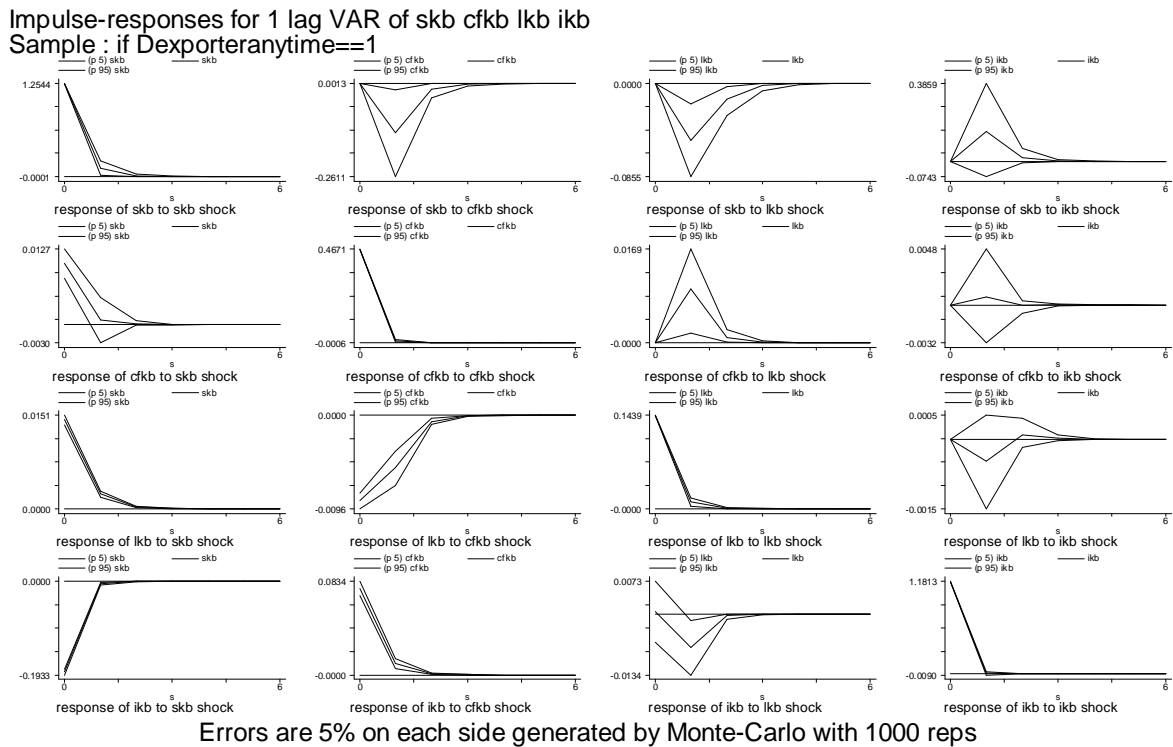 Impulse-responses for 1 lag VAR of skb cfkb lkb ikb
Sample : if Dexporteranytime==1
(p 5) skb skb
(p 95) skb
1.2544
-0.0001
0 s 6
response of skb to skb shock
(p 5) cfkb cfkb
(p 95) cfkb
0.0013
-0.2611
0 s 6
response of skb to cfkb shock
(p 5) lkb lkb
(p 95) lkb
0.0000
-0.0855
0 s 6
response of skb to lkb shock
(p 5) ikb ikb
(p 95) ikb
0.3859
-0.0743
0 s 6
response of skb to ikb shock
(p 5) skb skb
(p 95) skb
0.0127
-0.0030
0 s 6
response of cfkb to skb shock
(p 5) cfkb cfkb
(p 95) cfkb
0.4671
-0.0006
0 s 6
response of cfkb to cfkb shock
(p 5) lkb lkb
(p 95) lkb
0.0169
-0.0000
0 s 6
response of cfkb to lkb shock
(p 5) ikb ikb
(p 95) ikb
0.0048
-0.0032
0 s 6
response of cfkb to ikb shock
(p 5) skb skb
(p 95) skb
0.0151
0.0000
0 s 6
response of lkb to skb shock
(p 5) cfkb cfkb
(p 95) cfkb
0.0000
-0.0096
0 s 6
response of lkb to cfkb shock
(p 5) lkb lkb
(p 95) lkb
0.1439
-0.0000
0 s 6
response of lkb to lkb shock
(p 5) ikb ikb
(p 95) ikb
0.0005
-0.0015
0 s 6
response of lkb to ikb shock
(p 5) skb skb
(p 95) skb
0.0000
-0.1933
0 s 6
response of ikb to skb shock
(p 5) cfkb cfkb
(p 95) cfkb
0.0834
-0.0000
0 s 6
response of ikb to cfkb shock
(p 5) lkb lkb
(p 95) lkb
0.0073
-0.0134
0 s 6
response of ikb to lkb shock
(p 5) ikb ikb
(p 95) ikb
1.1813
-0.0090
0 s 6
response of ikb to ikb shock
Errors are 5% on each side generated by Monte-Carlo with 1000 reps